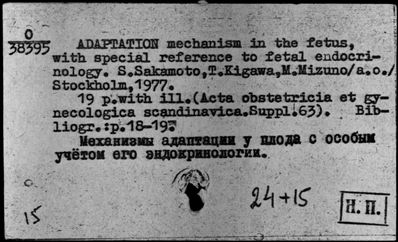 0
38395
ADAPTATION mechanism in the fetus,
with special reference to fetal endocri-
nology. S.Sakamoto,T.Kigawa,M.Mizuno/a.o./
Stockholm,1977.
19 p.with ill.(Acta obstetricia et gy-
necologica scandinavica.Suppl.63). Bib-
liogr.:p.18-19.
Механизмы адаптации у плода с особым
учётом его эндокринологии.
24+15
15
Н.П.